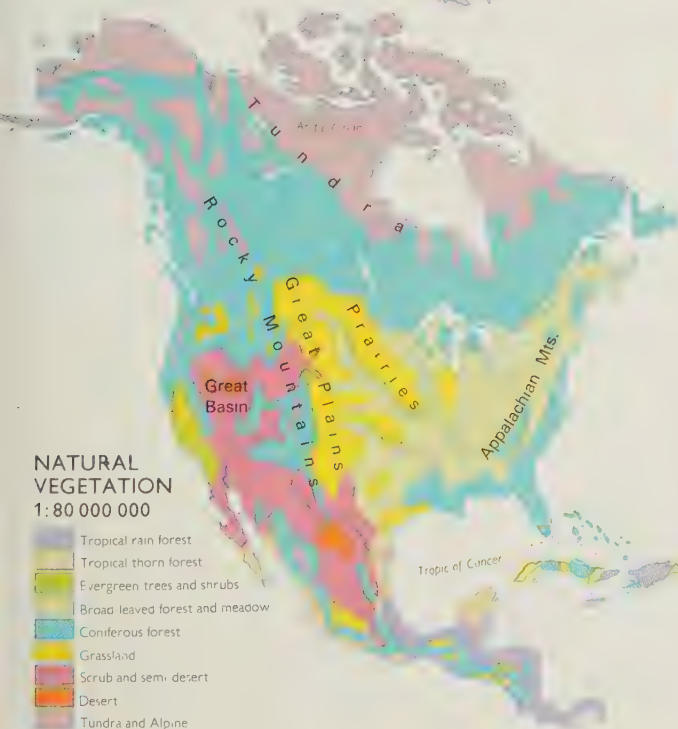 Tundra
Arctic Circle
Rocky Mountains
Great Plains
Prairies
Great
Basin
Appalachian Mts.
NATURAL
VEGETATION
1:80 000 000
Tropic of Cancer
Tropical rain forest
Tropical thorn forest
Evergreen trees and shrubs
Broad leaved forest and meadow
Coniferous forest
Grassland
Scrub and semi desert
Desert
Tundra and Alpine